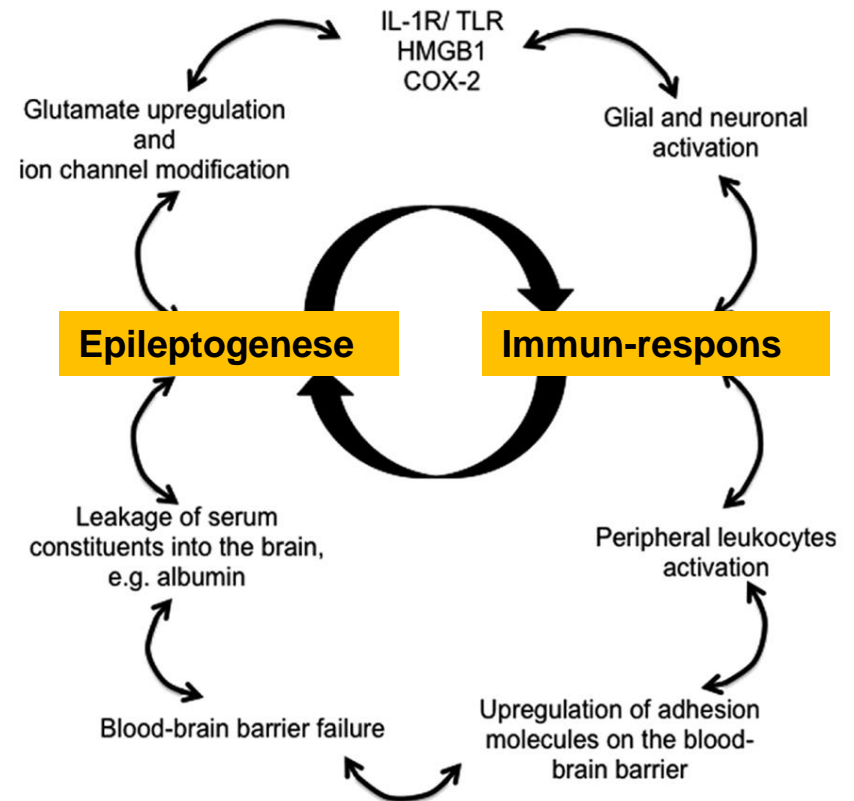 IL-1R/ TLR
HMGB1
COX-2
Glutamate upregulation
and
ion channel modification
Glial and neuronal
activation
Epileptogenese
Immun-respons
Leakage of serum
constituents into the brain,
e.g. albumin
Peripheral leukocytes
activation
Blood-brain barrier failure
Upregulation of adhesion
molecules on the blood-
brain barrier